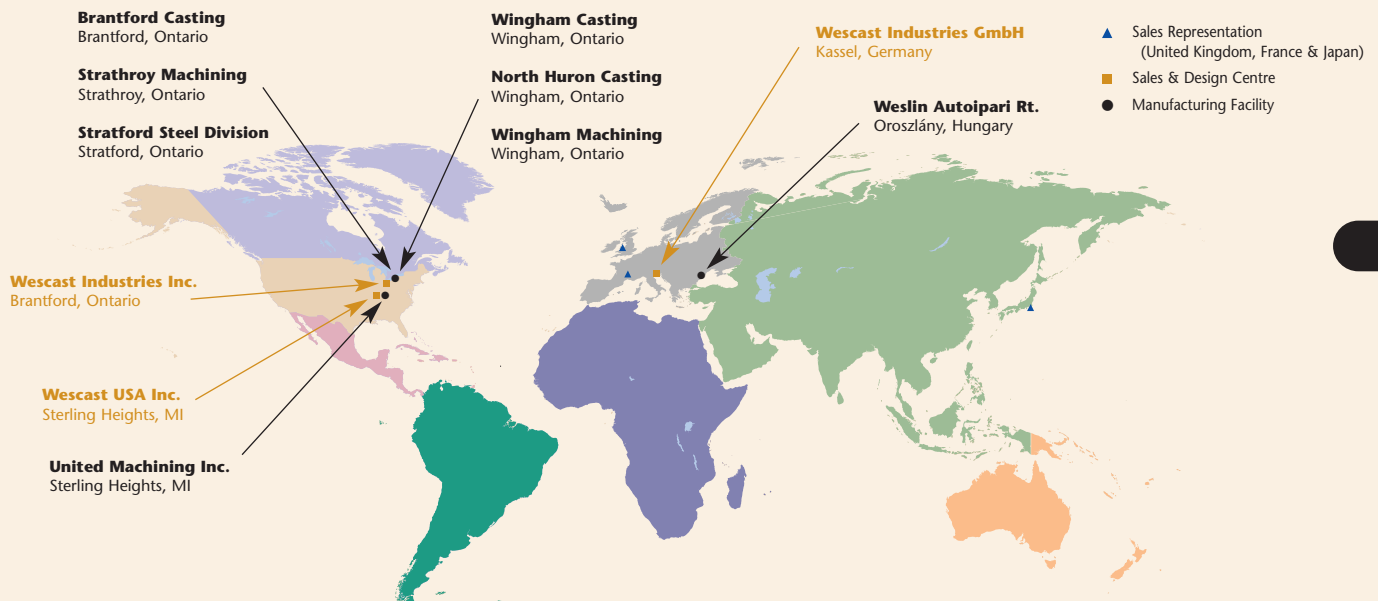 Brantford Casting
Brantford, Ontario
Strathroy Machining
Strathroy, Ontario
Stratford Steel Division
Stratford, Ontario
Wingham Casting
Wingham, Ontario
North Huron Casting
Wingham, Ontario
Wingham Machining
Wingham, Ontario
Wescast Industries GmbH
Kassel, Germany
Weslin Autoipari Rt.
Oroszlány, Hungary
Sales Representation
(United Kingdom, France & Japan)
Sales & Design Centre
Manufacturing Facility
Wescast Industries Inc.
Brantford, Ontario
Wescast USA Inc.
Sterling Heights, MI
United Machining Inc.
Sterling Heights, MI